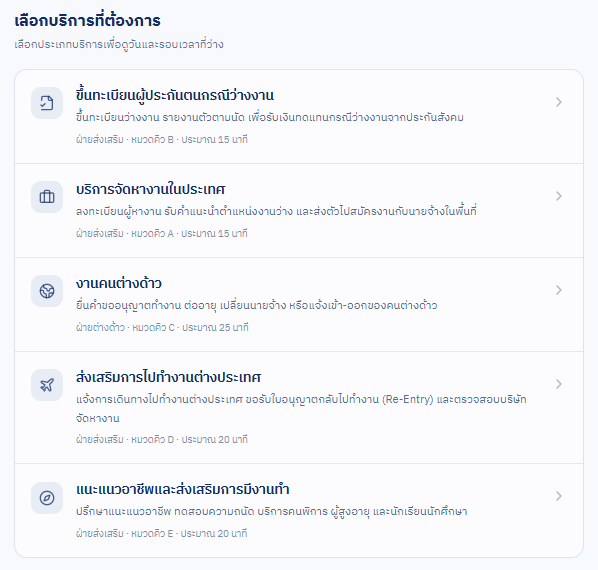 เลือกบริการที่ต้องการ
เลือกประเภทบริการเพื่อดูวันและรอบเวลาที่ว่าง
ขึ้นทะเบียนผู้ประกันตนกรณีว่างงาน
ขึ้นทะเบียนว่างงาน รายงานตัวตามนัด เพื่อรับเงินทดแทนกรณีว่างงานจากประกันสังคม
ฝ่ายส่งเสริม · หมวดคิว B · ประมาณ 15 นาที
บริการจัดหางานในประเทศ
ลงทะเบียนผู้หางาน รับคำแนะนำตำแหน่งงานว่าง และส่งตัวไปสมัครงานกับนายจ้างในพื้นที่
ฝ่ายส่งเสริม · หมวดคิว A · ประมาณ 15 นาที
งานคนต่างด้าว
ยื่นคำขออนุญาตทำงาน ต่ออายุ เปลี่ยนนายจ้าง หรือแจ้งเข้า-ออกของคนต่างด้าว
ฝ่ายต่างด้าว · หมวดคิว C · ประมาณ 25 นาที
ส่งเสริมการไปทำงานต่างประเทศ
แจ้งการเดินทางไปทำงานต่างประเทศ ขอรับใบอนุญาตกลับไปทำงาน (Re-Entry) และตรวจสอบบริษัท
จัดหางาน
ฝ่ายส่งเสริม · หมวดคิว D · ประมาณ 20 นาที
แนะแนวอาชีพและส่งเสริมการมีงานทำ
ปรึกษาแนะแนวอาชีพ ทดสอบความถนัด บริการคนพิการ ผู้สูงอายุ และนักเรียนนักศึกษา
ฝ่ายส่งเสริม · หมวดคิว E · ประมาณ 20 นาที